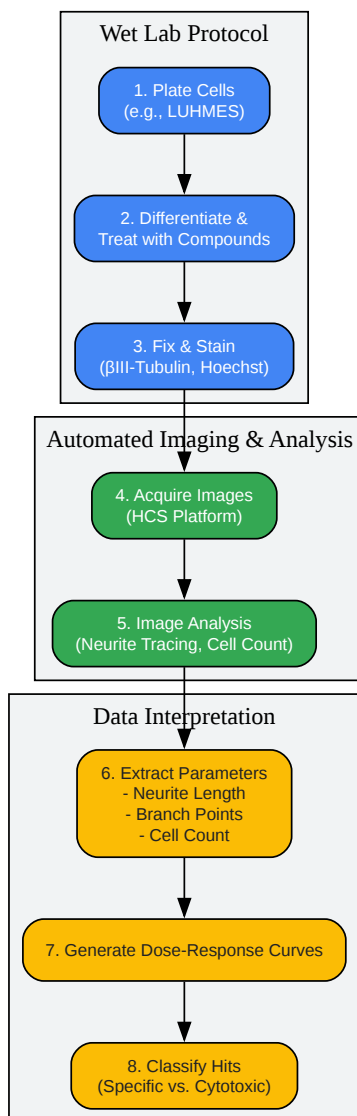 Wet Lab Protocol
1. Plate Cells
(e.g., LUHMES)
2. Differentiate &
Treat with Compounds
3. Fix & Stain
(βIII-Tubulin, Hoechst)
Automated Imaging & Analysis
4. Acquire Images
(HCS Platform)
5. Image Analysis
(Neurite Tracing, Cell Count)
Data Interpretation
6. Extract Parameters
- Neurite Length
- Branch Points
- Cell Count
7. Generate Dose-Response Curves
8. Classify Hits
(Specific vs. Cytotoxic)